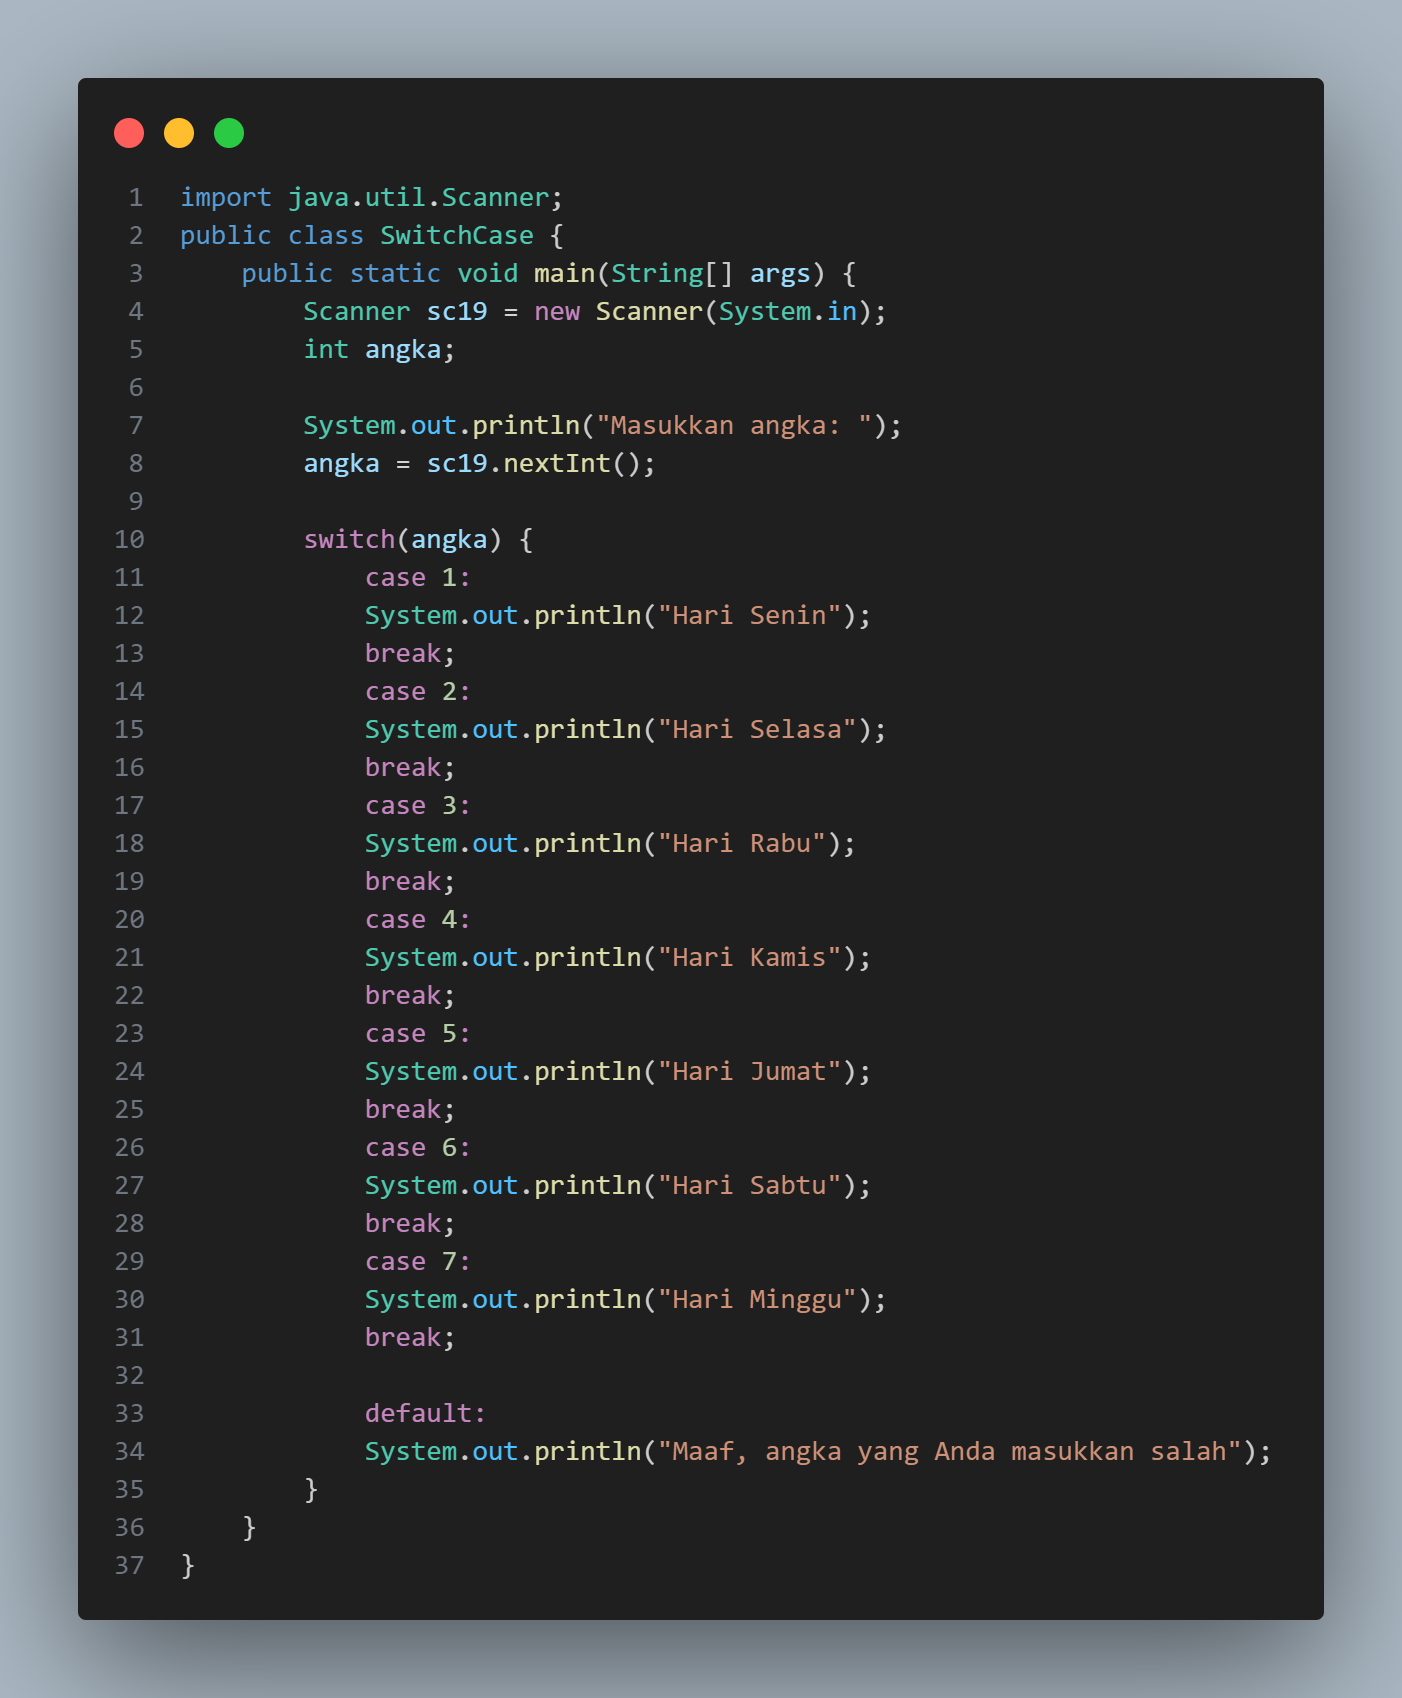 1 import java.util.Scanner;
2 public class SwitchCase {
3     public static void main(String[] args) {
4         Scanner sc19 = new Scanner(System.in);
5         int angka;
6
7         System.out.println("Masukkan angka: ");
8         angka = sc19.nextInt();
9
10         switch(angka) {
11             case 1:
12             System.out.println("Hari Senin");
13             break;
14             case 2:
15             System.out.println("Hari Selasa");
16             break;
17             case 3:
18             System.out.println("Hari Rabu");
19             break;
20             case 4:
21             System.out.println("Hari Kamis");
22             break;
23             case 5:
24             System.out.println("Hari Jumat");
25             break;
26             case 6:
27             System.out.println("Hari Sabtu");
28             break;
29             case 7:
30             System.out.println("Hari Minggu");
31             break;
32
33             default:
34             System.out.println("Maaf, angka yang Anda masukkan salah");
35         }
36     }
37 }